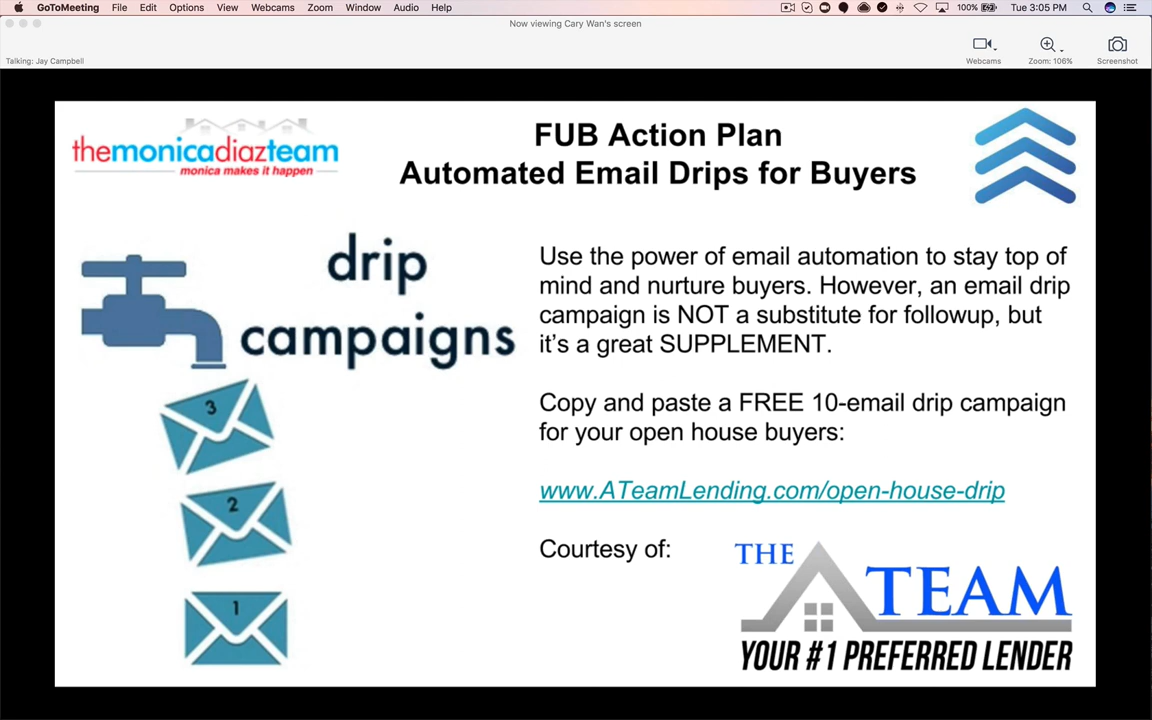 GoToMeeting File Edit Options View Webcams Zoom Window Audio Help 100% Tue 3:05 PM
Now viewing Cary Wan's screen
Talking: Jay Campbell
Webcams Zoom: 106% Screenshot
themonicadiazteam
monica makes it happen
FUB Action Plan
Automated Email Drips for Buyers
drip
campaigns
3
2
1
Use the power of email automation to stay top of
mind and nurture buyers. However, an email drip
campaign is NOT a substitute for followup, but
it's a great SUPPLEMENT.
Copy and paste a FREE 10-email drip campaign
for your open house buyers:
www.ATeamLending.com/open-house-drip
Courtesy of:
THE A TEAM
YOUR #1 PREFERRED LENDER